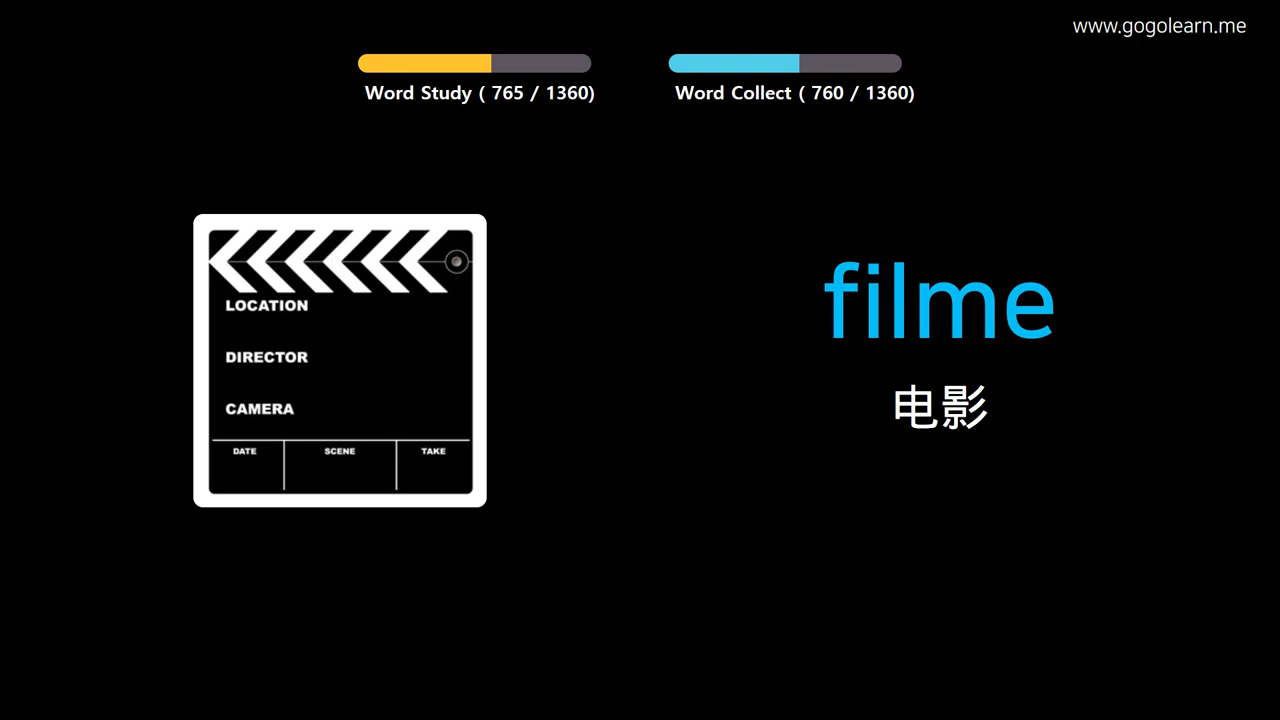 www.gogolearn.me
Word Study ( 765 / 1360)
Word Collect ( 760 / 1360)
LOCATION
DIRECTOR
CAMERA
DATE
SCENE
TAKE
filme
电影